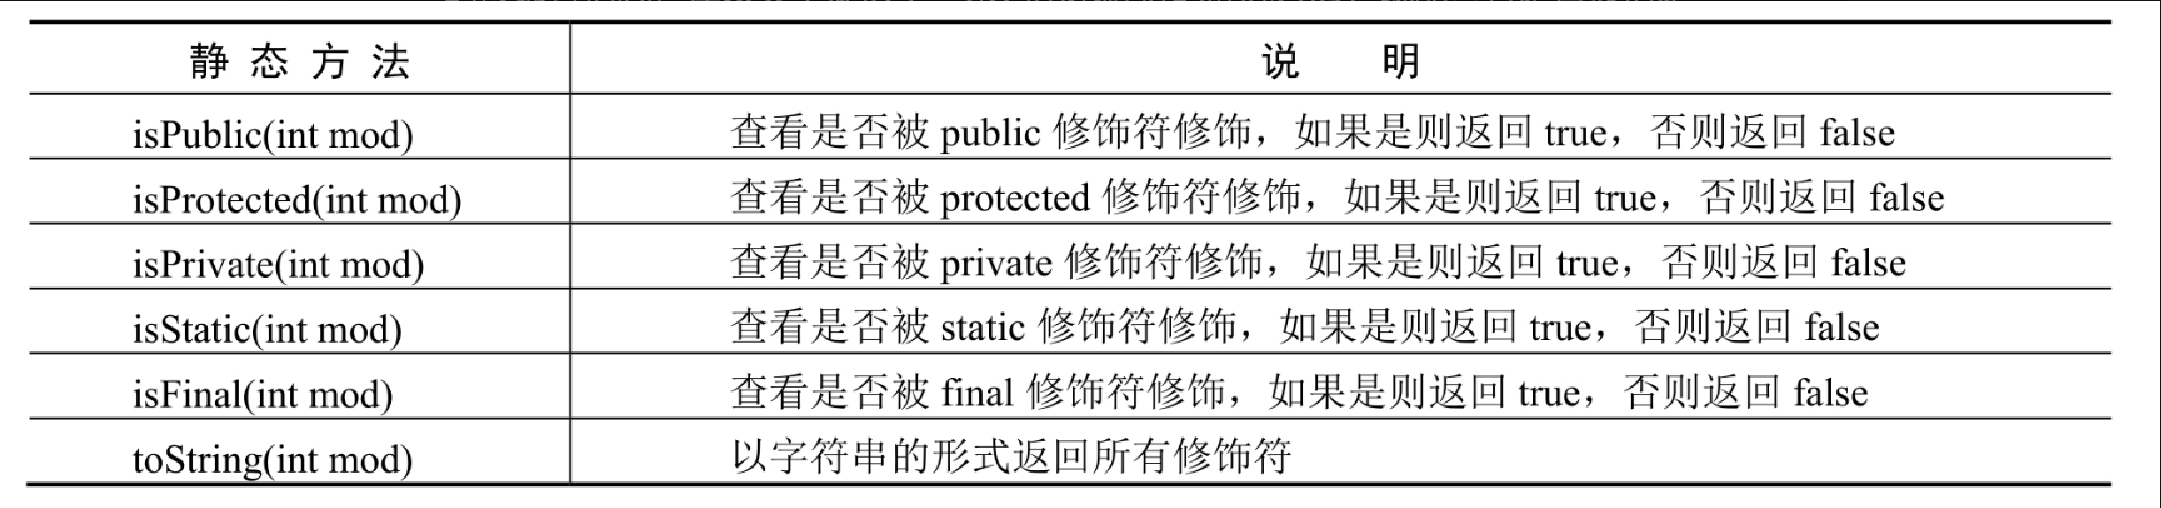 静态方法 说明
isPublic(int mod) 查看是否被 public 修饰符修饰，如果是则返回 true，否则返回 false
isProtected(int mod) 查看是否被 protected 修饰符修饰，如果是则返回 true，否则返回 false
isPrivate(int mod) 查看是否被 private 修饰符修饰，如果是则返回 true，否则返回 false
isStatic(int mod) 查看是否被 static 修饰符修饰，如果是则返回 true，否则返回 false
isFinal(int mod) 查看是否被 final 修饰符修饰，如果是则返回 true，否则返回 false
toString(int mod) 以字符串的形式返回所有修饰符